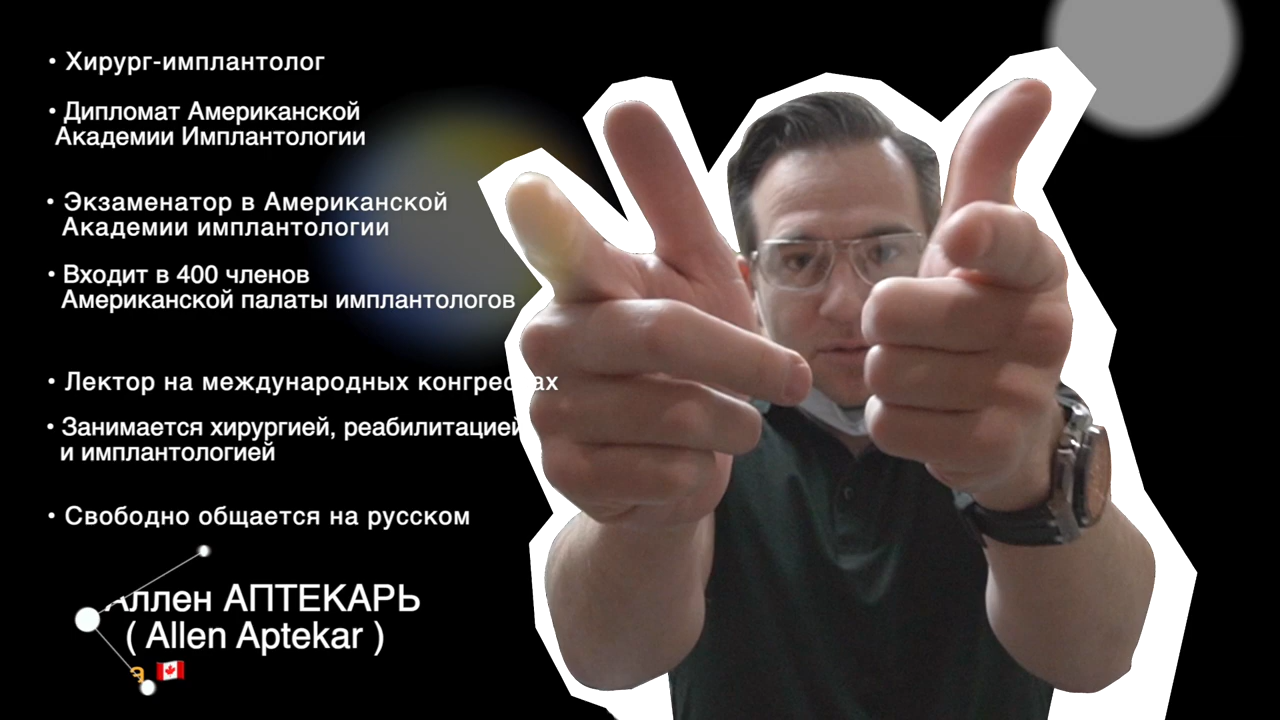 • Хирург-имплантолог
• Дипломат Американской
Академии Имплантологии
• Экзаменатор в Американской
Академии имплантологии
• Входит в 400 членов
Американской палаты имплантологов
• Лектор на международных
• Занимается хирургией, реабилитацией
и имплантологией
• Свободно общается на русском
Аллен АПТЕКАРЬ
( Allen Aptekar )